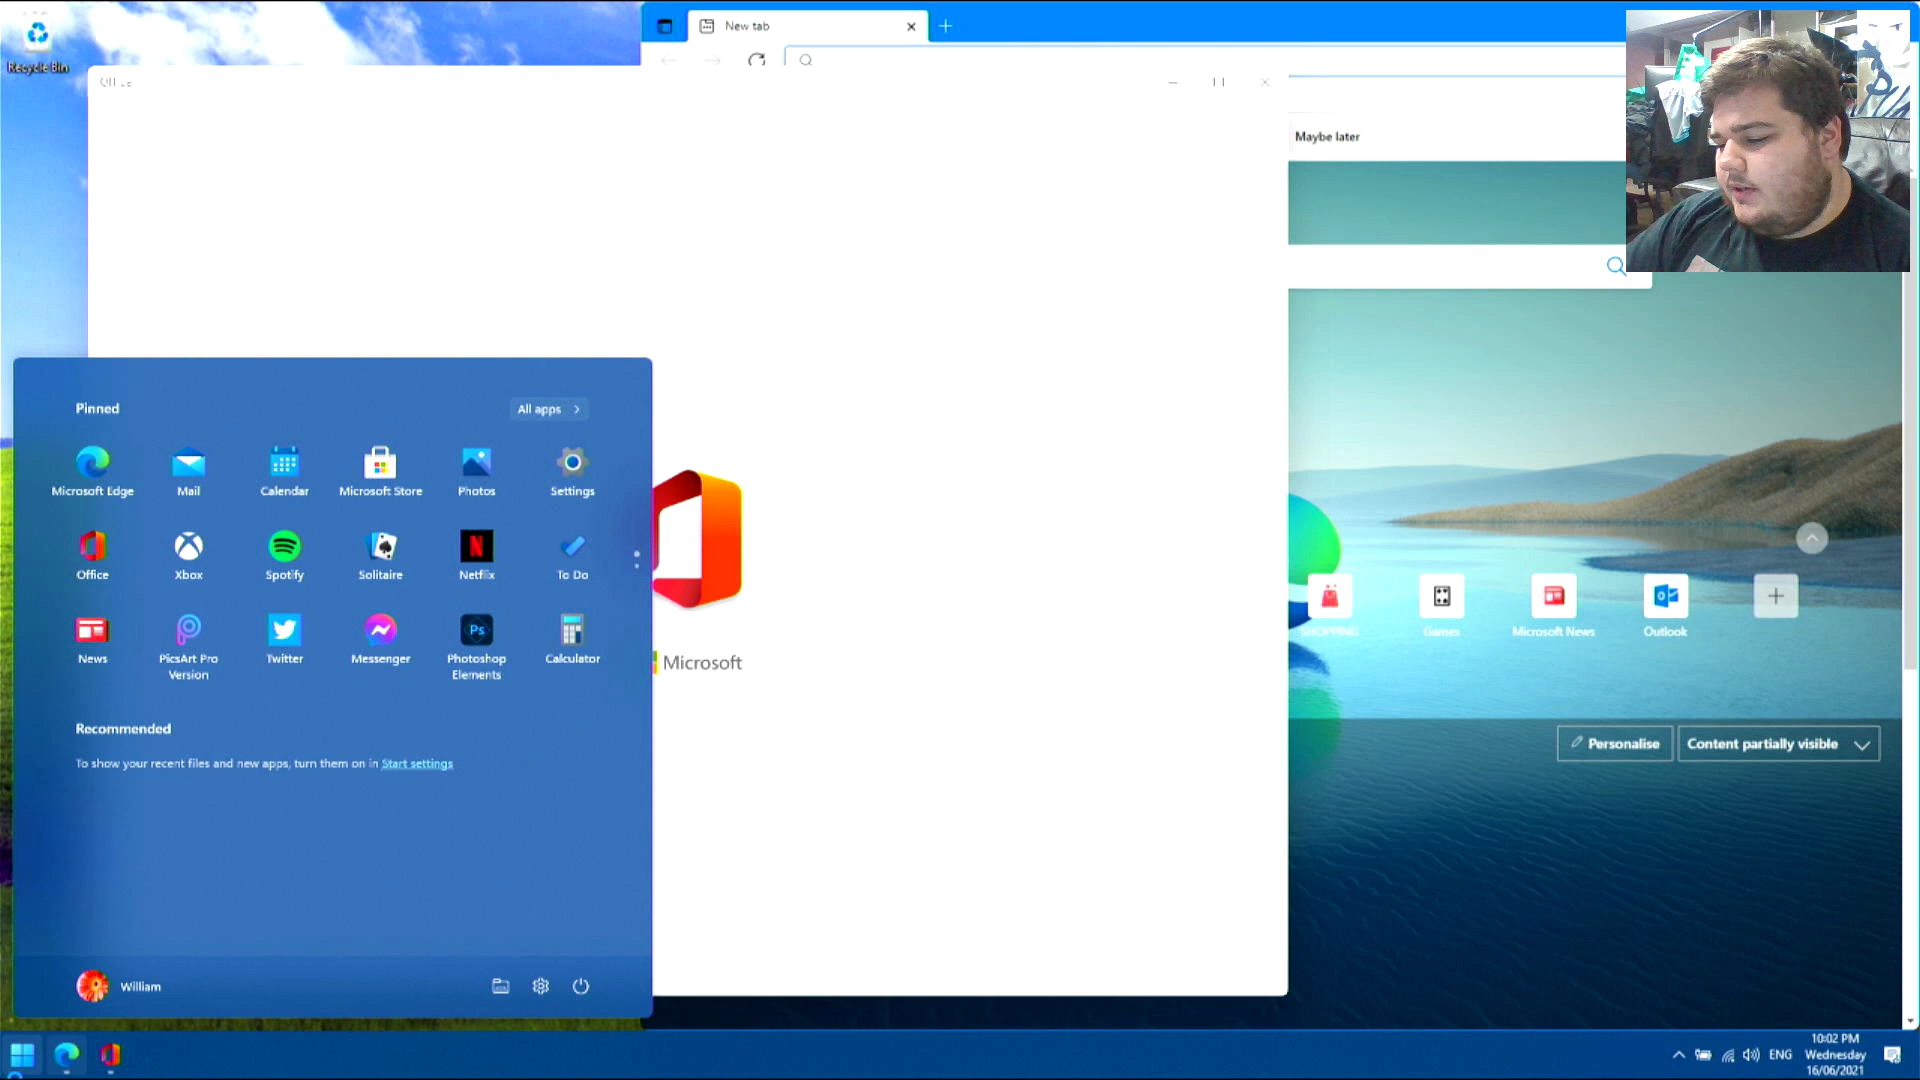 Recycle Bin
New tab
Office
Maybe later
Pinned
All apps
Microsoft Edge
Mail
Calendar
Microsoft Store
Photos
Settings
Office
Xbox
Spotify
Solitaire
Netflix
To Do
News
PicsArt Pro
Version
Twitter
Messenger
Photoshop
Elements
Calculator
Microsoft
SHOPPING
Games
Microsoft News
Outlook
Recommended
To show your recent files and new apps, turn them on in Start settings
Personalise
Content partially visible
William
ENG
10:02 PM
Wednesday
16/06/2021